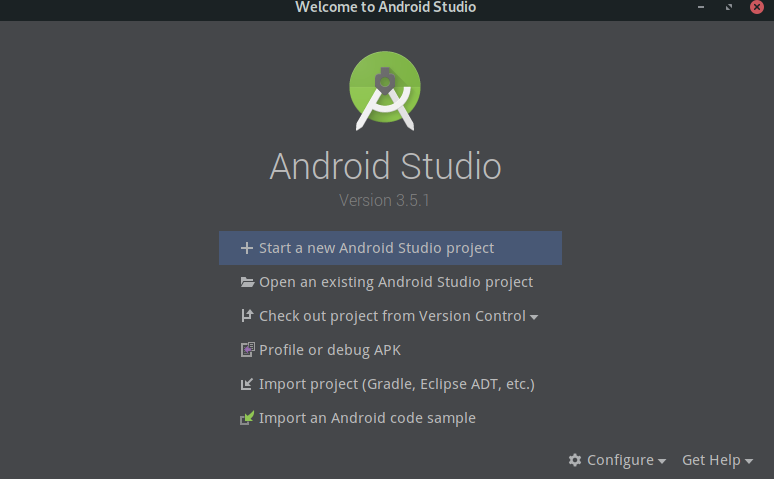 Welcome to Android Studio
Android Studio
Version 3.5.1
Start a new Android Studio project
Open an existing Android Studio project
Check out project from Version Control
Profile or debug APK
Import project (Gradle, Eclipse ADT, etc.)
Import an Android code sample
Configure Get Help